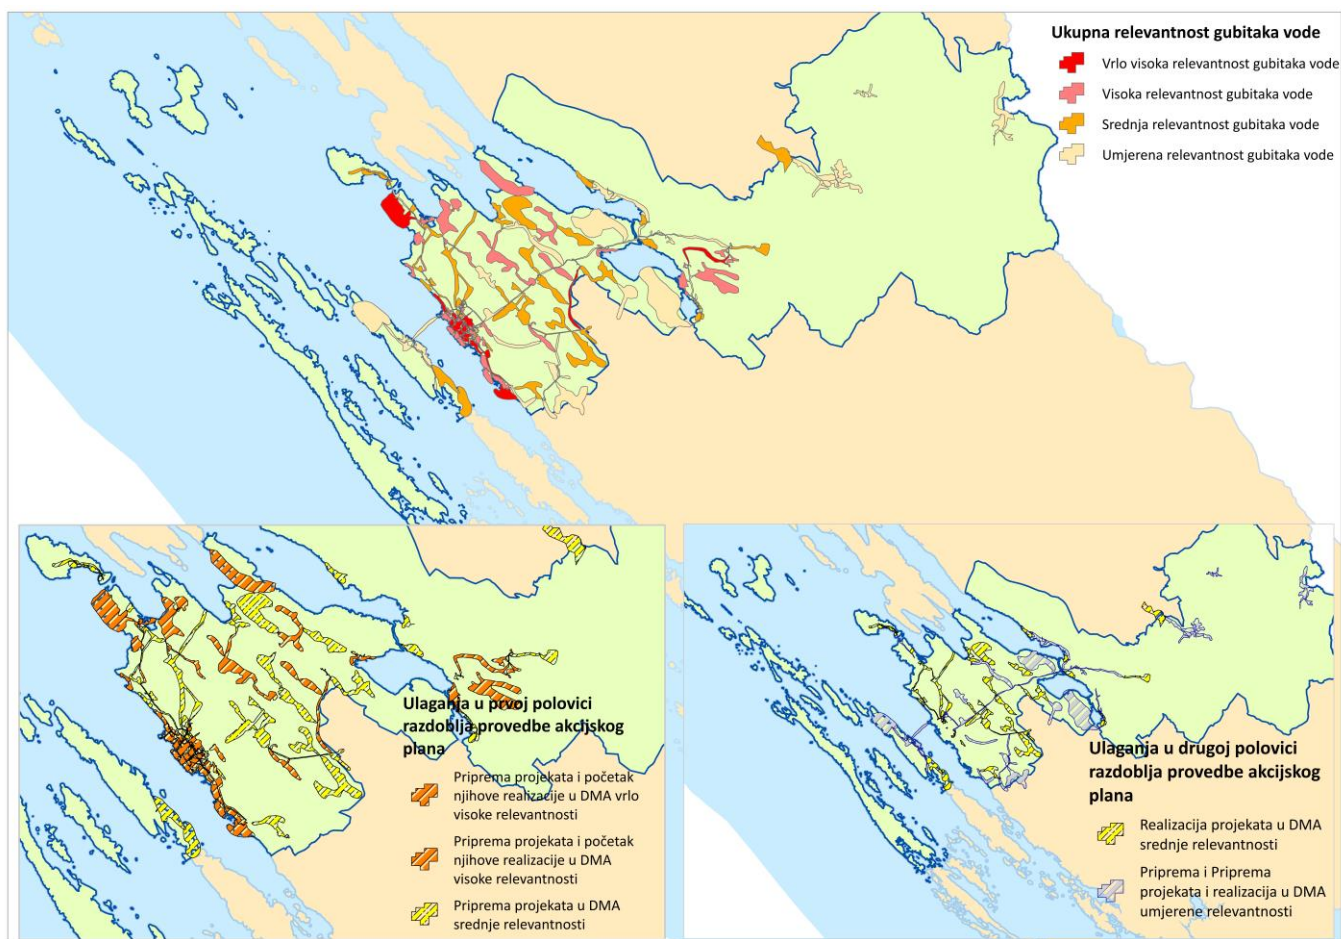 Ukupna relevantnost gubitaka vode
Vrlo visoka relevantnost gubitaka vode
Visoka relevantnost gubitaka vode
Srednja relevantnost gubitaka vode
Umjerena relevantnost gubitaka vode
Ulaganja u prvoj polovici
razdoblja provedbe akcijskog
plana
Priprema projekata i početak
njihove realizacije u DMA vrlo
visoke relevantnosti
Priprema projekata i početak
njihove realizacije u DMA
visoke relevantnosti
Priprema projekata u DMA
srednje relevantnosti
Ulaganja u drugoj polovici
razdoblja provedbe akcijskog
plana
Realizacija projekata u DMA
srednje relevantnosti
Priprema i Priprema
projekata i realizacija u DMA
umjerene relevantnosti